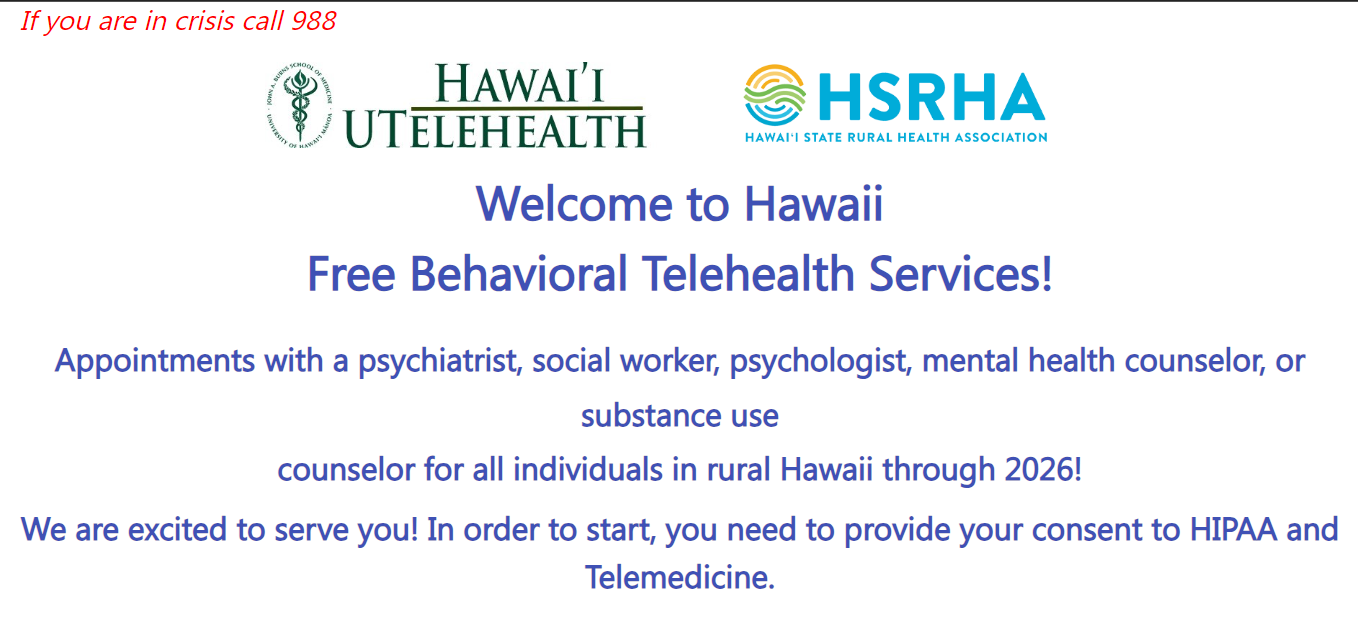 If you are in crisis call 988
JOHN A. BURNS SCHOOL OF MEDICINE
UNIVERSITY OF HAWAI'I MĀNOA
HAWAI'I
UTELEHEALTH
HSRHA
HAWAI'I STATE RURAL HEALTH ASSOCIATION
Welcome to Hawaii
Free Behavioral Telehealth Services!
Appointments with a psychiatrist, social worker, psychologist, mental health counselor, or
substance use
counselor for all individuals in rural Hawaii through 2026!
We are excited to serve you! In order to start, you need to provide your consent to HIPAA and
Telemedicine.